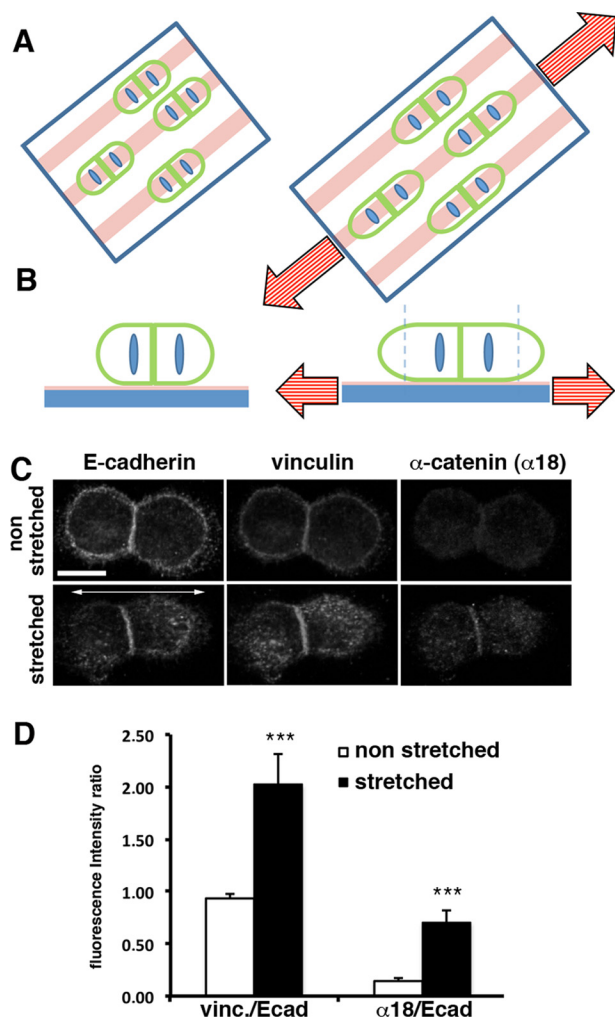 A
B
C
E-cadherin
vinculin
α-catenin (α18)
non
stretched
stretched
D
fluorescence Intensity ratio
2.50
2.00
1.50
1.00
0.50
0.00
***
***
non stretched
stretched
vinc./Ecad
α18/Ecad